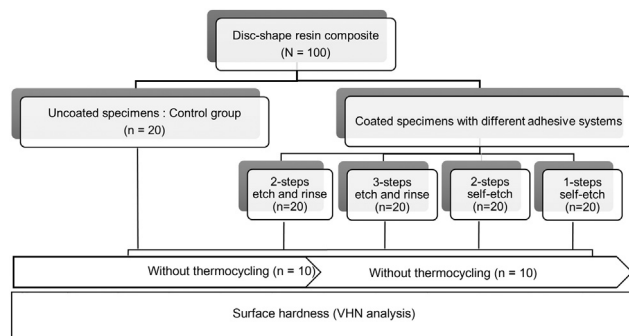 Disc-shape resin composite
(N = 100)
Uncoated specimens : Control group
(n = 20)
Coated specimens with different adhesive systems
2-steps
etch and rinse
(n=20)
3-steps
etch and rinse
(n=20)
2-steps
self-etch
(n=20)
1-steps
self-etch
(n=20)
Without thermocycling (n = 10)
Without thermocycling (n = 10)
Surface hardness (VHN analysis)